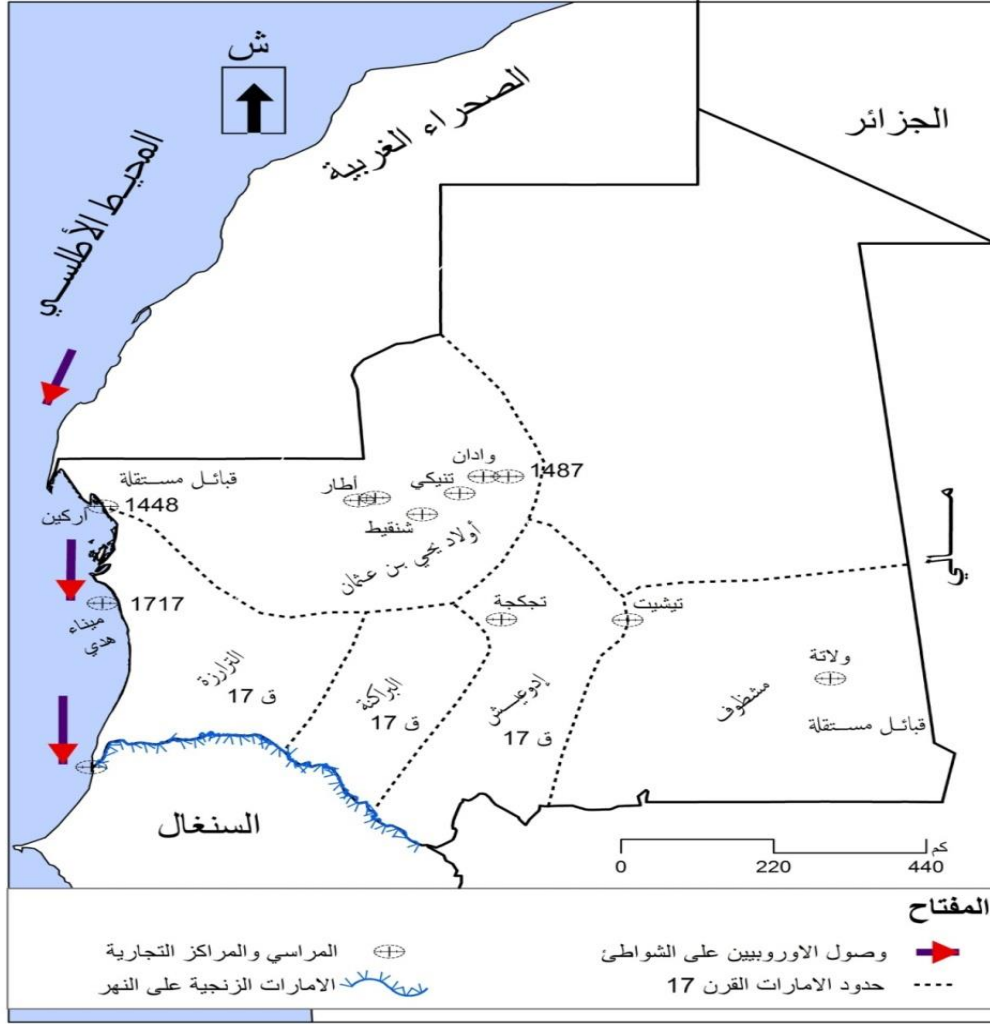 ش
الصحراء الغربية
الجزائر
المحيط الأطلسي
قبائل مستقلة
وادان
1487
تنيكي
أطار
شنقيط
1448
اركين
أولاد يحي بن عثمان
مالي
1717
ميناء هدي
تجكجة
تيشيت
ولاتة
الترارزة
ق 17
البراكنة
ق 17
إدوعيش
ق 17
مشظوف
قبائل مستقلة
السنغال
كم
0 220 440
المفتاح
وصول الاوروبيين على الشواطئ
المراسي والمراكز التجارية
حدود الامارات القرن 17
الامارات الزنجية على النهر